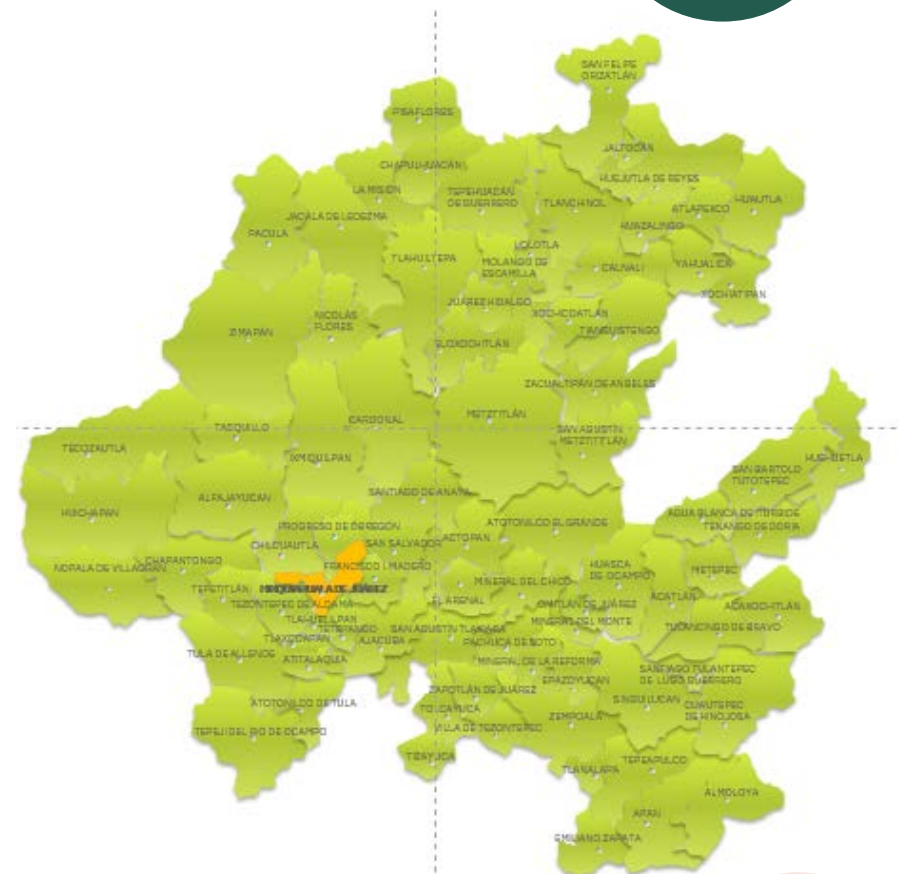 SAN FELIPE
ORIZATLÁN
PISAFLORES
JALTOCÁN
CHAPULHUACÁN
HUEJUTLA DE REYES
LA MISIÓN
TEPEHUACÁN
DE GUERRERO
TLANCHINOL
ATLAPEXCO
HUAUTLA
JACALA DE LEDEZMA
HUAZALINGO
PACULA
LOLOTLA
TLAHUILTEPA
MOLANGO DE
ESCAMILLA
CALNALI
YAHUALICA
XOCHIATIPAN
JUÁREZ HIDALGO
NICOLÁS
FLORES
XOCHICOATLÁN
ZIMAPÁN
TIANGUISTENGO
ELOXOCHITLÁN
ZACUALTIPÁN DE ANGELES
METZTITLÁN
CARDONAL
TASQUILLO
SAN AGUSTÍN
METZTITLÁN
TECOZAUTLA
IXMIQUILPAN
HUEHUETLA
SAN BARTOLO
TUTOTEPEC
SANTIAGO DE ANAYA
ALFAJAYUCAN
HUICHAPAN
AGUA BLANCA DE ITURBIDE
PROGRESO DE OBREGÓN
ATOTONILCO EL GRANDE
TENANGO DE DORIA
ACTOPAN
CHILCUAUTLA
SAN SALVADOR
CHAPANTONGO
FRANCISCO I. MADERO
HUASCA
DE OCAMPO
NOPALA DE VILLAGRÁN
METEPEC
MINERAL DEL CHICO
TEPETITLÁN
ACATLÁN
EL ARENAL
TEZONTEPEC DE ALDAMA
OMITLÁN DE JUÁREZ
ACAXOCHITLÁN
TLAHUELILPAN
MINERAL DEL MONTE
TETEPANGO
SAN AGUSTÍN TLAXIACA
TULANCINGO DE BRAVO
TLAXCOAPAN
AJACUBA
PACHUCA DE SOTO
TULA DE ALLENDE
ATITALAQUIA
MINERAL DE LA REFORMA
SANTIAGO TULANTEPEC
DE LUGO GUERRERO
EPAZOYUCAN
ZAPOTLÁN DE JUÁREZ
ATOTONILCO DE TULA
SINGUILUCAN
CUAUTEPEC
DE HINOJOSA
TOLCAYUCA
ZEMPOALA
VILLA DE TEZONTEPEC
TEPEJI DEL RIO DE OCAMPO
TIZAYUCA
TEPEAPULCO
TLANALAPA
ALMOLOYA
APAN
EMILIANO ZAPATA